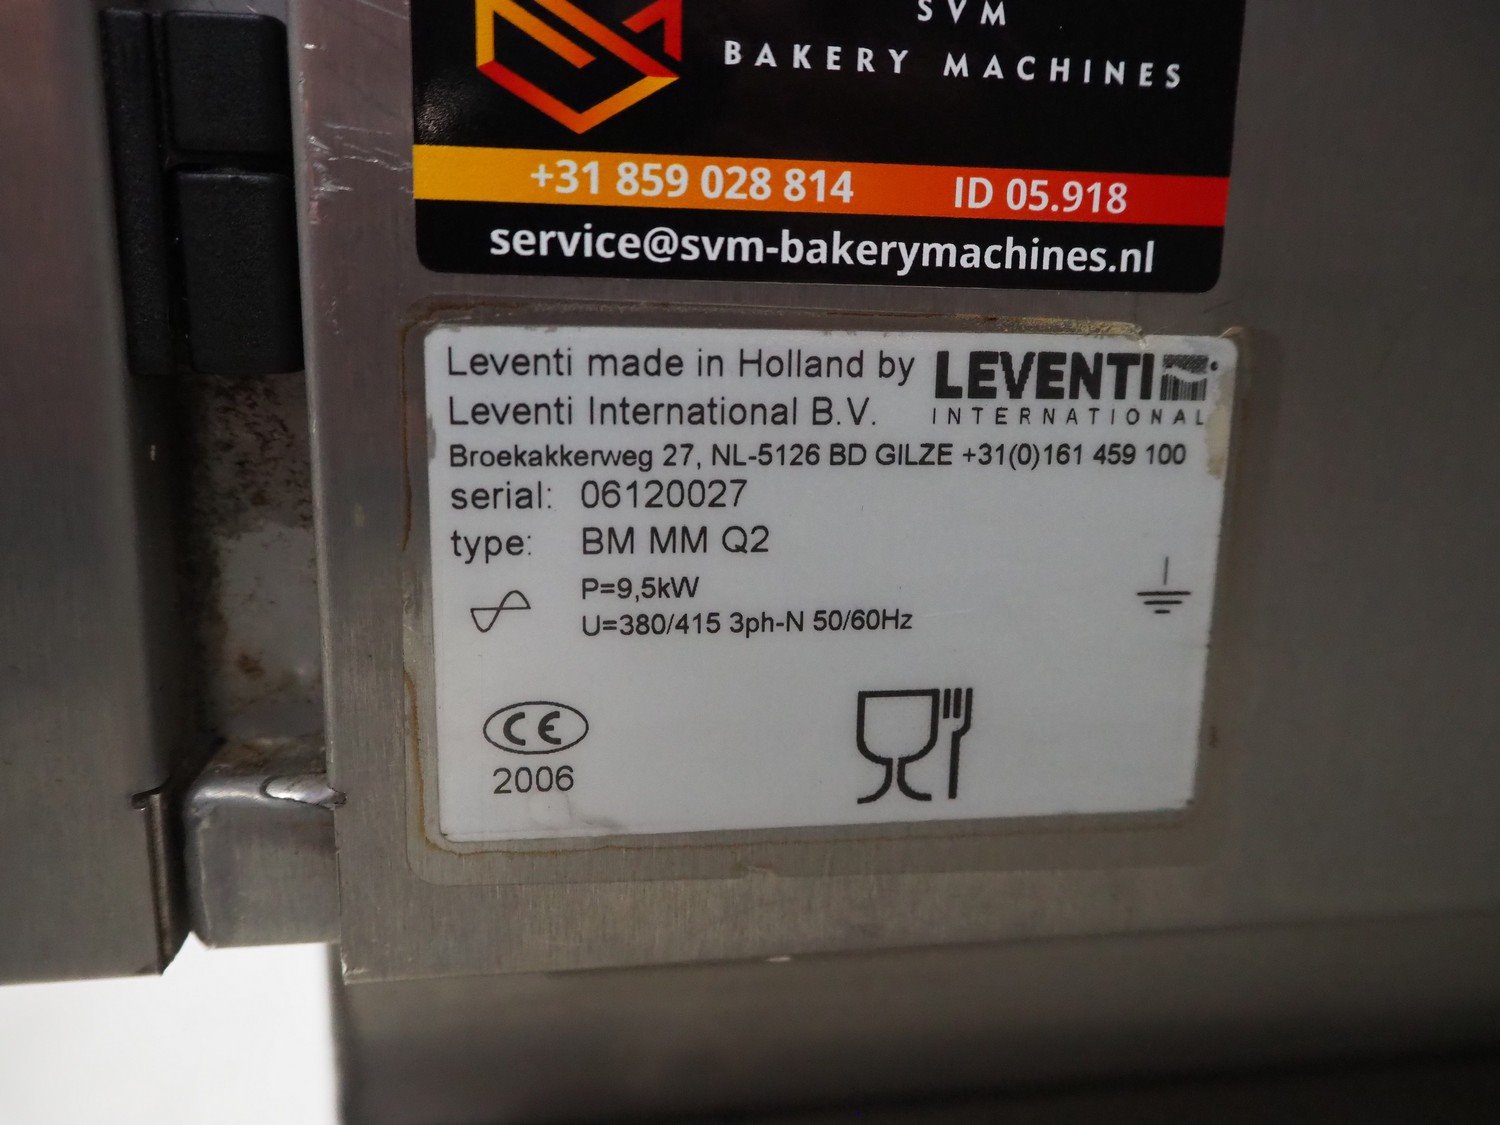 SVM
BAKERY MACHINES
+31 859 028 814 ID 05.918
service@svm-bakerymachines.nl
Leventi made in Holland by
Leventi International B.V.
LEVENTI
INTERNATIONAL
Broekakkerweg 27, NL-5126 BD GILZE +31(0)161 459 100
serial: 06120027
type: BM MM Q2
P=9,5kW
U=380/415 3ph-N 50/60Hz
CE
2006